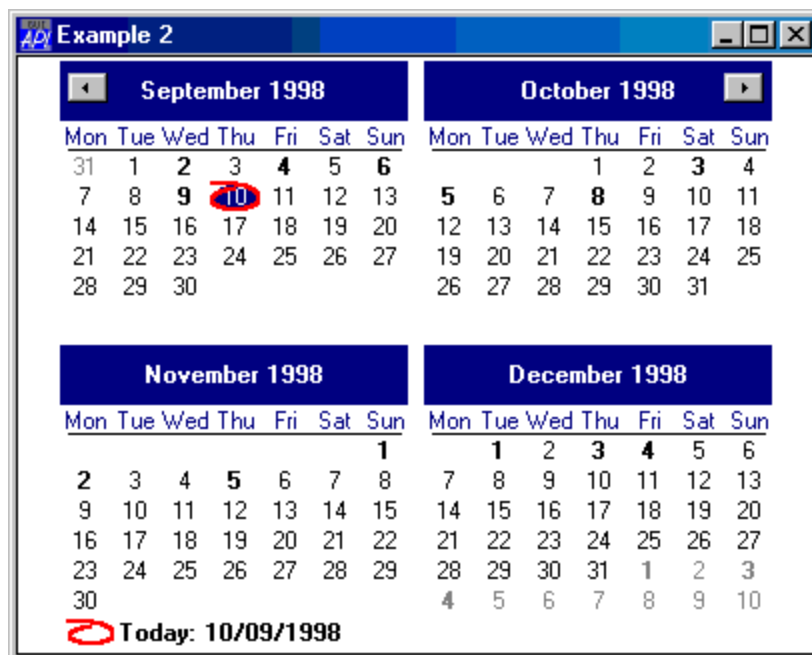 API Example 2
September 1998
Mon Tue Wed Thu Fri Sat Sun
31 1 2 3 4 5 6
7 8 9 10 11 12 13
14 15 16 17 18 19 20
21 22 23 24 25 26 27
28 29 30
October 1998
Mon Tue Wed Thu Fri Sat Sun
1 2 3 4
5 6 7 8 9 10 11
12 13 14 15 16 17 18
19 20 21 22 23 24 25
26 27 28 29 30 31
November 1998
Mon Tue Wed Thu Fri Sat Sun
1
2 3 4 5 6 7 8
9 10 11 12 13 14 15
16 17 18 19 20 21 22
23 24 25 26 27 28 29
30
December 1998
Mon Tue Wed Thu Fri Sat Sun
1 2 3 4 5 6
7 8 9 10 11 12 13
14 15 16 17 18 19 20
21 22 23 24 25 26 27
28 29 30 31 1 2 3
4 5 6 7 8 9 10
Today: 10/09/1998